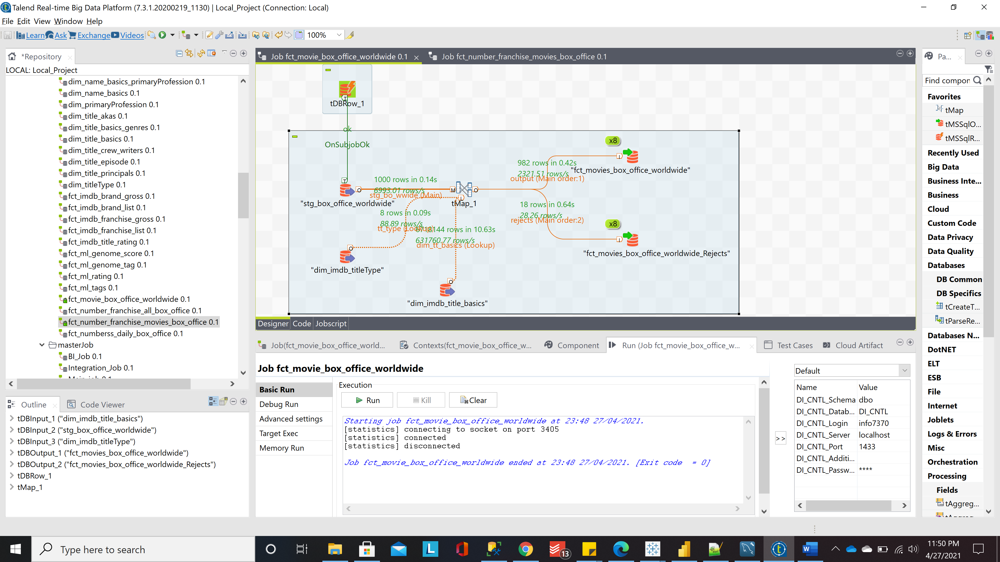 Talend Real-time Big Data Platform (7.3.1.20200219_1130) | Local_Project (Connection: Local)
File Edit View Window Help
Learn Ask Exchange Videos 100%
*Repository
LOCAL: Local_Project
dim_name_basics_primaryProfession 0.1
dim_name_basics 0.1
dim_primaryProfession 0.1
dim_title_akas 0.1
dim_title_basics_genres 0.1
dim_title_basics 0.1
dim_title_crew_writers 0.1
dim_title_episode 0.1
dim_title_principals 0.1
dim_titleType 0.1
fct_imdb_brand_gross 0.1
fct_imdb_brand_list 0.1
fct_imdb_franchise_gross 0.1
fct_imdb_franchise_list 0.1
fct_imdb_title_rating 0.1
fct_ml_genome_score 0.1
fct_ml_genome_tag 0.1
fct_ml_rating 0.1
fct_ml_tags 0.1
fct_movie_box_office_worldwide 0.1
fct_number_franchise_all_box_office 0.1
fct_number_franchise_movies_box_office 0.1
fct_numberss_daily_box_office 0.1
masterJob
BI_Job 0.1
Integration_Job 0.1
Outline Code Viewer
tDBInput_1 ("dim_imdb_title_basics")
tDBInput_2 ("stg_box_office_worldwide")
tDBInput_3 ("dim_imdb_titleType")
tDBOutput_1 ("fct_movies_box_office_worldwide")
tDBOutput_2 ("fct_movies_box_office_worldwide_Rejects")
tDBRow_1
tMap_1
Job fct_movie_box_office_worldwide 0.1 Job fct_number_franchise_movies_box_office 0.1
tDBRow_1
ok
OnSubjobOk
x8
982 rows in 0.42s
2321.51 rows/s
"fct_movies_box_office_worldwide"
output (Main order:1)
1000 rows in 0.14s
6993.01 rows/s
stg_bo_wwide (Main)
"stg_box_office_worldwide"
tMap_1
18 rows in 0.64s
28.26 rows/s
rejects (Main order:2)
x8
8 rows in 0.09s
88.89 rows/s
tt_type (Lookup)
6718144 rows in 10.63s
631760.77 rows/s
dim_tt_basics (Lookup)
"fct_movies_box_office_worldwide_Rejects"
"dim_imdb_titleType"
"dim_imdb_title_basics"
Designer Code Jobscript
Job(fct_movie_box_office_world... Contexts(fct_movie_box_office_w... Component Run (Job fct_movie_box_office_w... Test Cases Cloud Artifact
Job fct_movie_box_office_worldwide
Basic Run
Debug Run
Advanced settings
Target Exec
Memory Run
Execution
Run Kill Clear
Starting job fct_movie_box_office_worldwide at 23:48 27/04/2021.
[statistics] connecting to socket on port 3405
[statistics] connected
[statistics] disconnected
Job fct_movie_box_office_worldwide ended at 23:48 27/04/2021. [Exit code  = 0]
>>
Default
Name Value
DI_CNTL_Schema dbo
DI_CNTL_Datab... DI_CNTL
DI_CNTL_Login info7370
DI_CNTL_Server localhost
DI_CNTL_Port 1433
DI_CNTL_Additi...
DI_CNTL_Passw... ****
Pa...
Find compor
Favorites
tMap
tMSSqlO...
tMSSqlR...
Recently Used
Big Data
Business Inte...
Business
Cloud
Custom Code
Data Privacy
Data Quality
Databases
DB Common
DB Specifics
tCreateT...
tParseRe...
Databases N...
DotNET
ELT
ESB
File
Internet
Joblets
Logs & Errors
Misc
Orchestration
Processing
Fields
tAggreg...
Type here to search
13
11:50 PM
4/27/2021